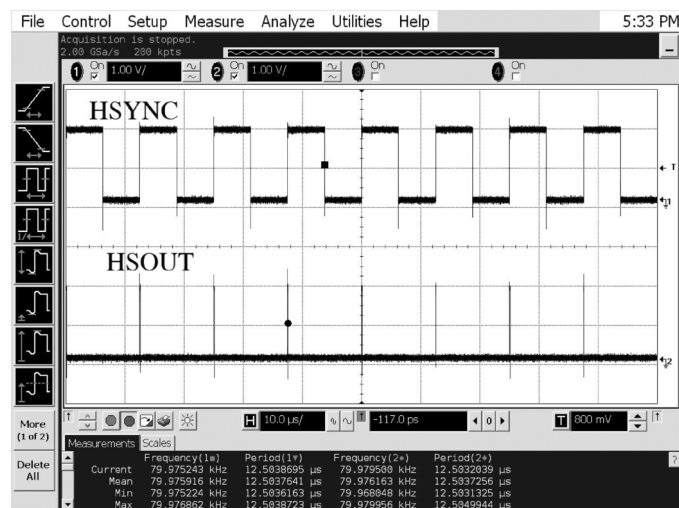 File Control Setup Measure Analyze Utilities Help 5:33 PM
Acquisition is stopped.
2.00 GSa/s 200 kpts
1 On 1.00 V/ 2 On 1.00 V/ 3 On 4 On
HSYNC
T
1
HSOUT
2
More
(1 of 2)
Delete
All
H 10.0 µs/ -117.0 ps 0 T 800 mV
Measurements Scales
Frequency(1■) Period(1▼) Frequency(2•) Period(2•)
Current 79.975243 kHz 12.5038695 µs 79.979500 kHz 12.5032039 µs
Mean 79.975916 kHz 12.5037641 µs 79.976163 kHz 12.5037256 µs
Min 79.975224 kHz 12.5036163 µs 79.968048 kHz 12.5031325 µs
Max 79.976862 kHz 12.5038723 µs 79.979956 kHz 12.5049944 µs
?